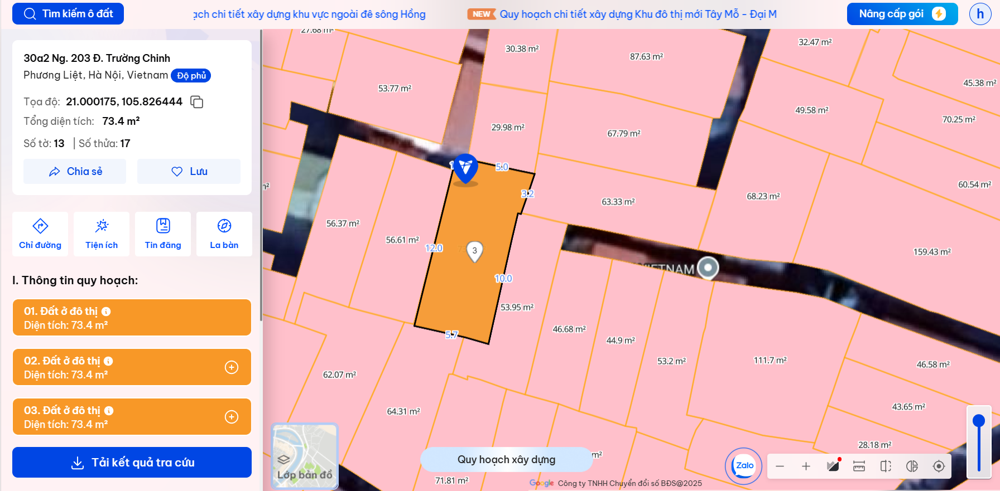 Tìm kiếm ô đất
chi tiết xây dựng khu vực ngoài đê sông Hồng
NEW Quy hoạch chi tiết xây dựng Khu đô thị mới Tây Mỗ - Đại M
Nâng cấp gói
h
30a2 Ng. 203 Đ. Trường Chinh
Phương Liệt, Hà Nội, Vietnam Độ phủ
Tọa độ: 21.000175, 105.826444
Tổng diện tích: 73.4 m²
Số tờ: 13 | Số thửa: 17
Chia sẻ
Lưu
Chỉ đường
Tiện ích
Tin đăng
La bàn
I. Thông tin quy hoạch:
01. Đất ở đô thị
Diện tích: 73.4 m²
02. Đất ở đô thị
Diện tích: 73.4 m²
03. Đất ở đô thị
Diện tích: 73.4 m²
Tải kết quả tra cứu
27.68 m²
30.38 m²
87.63 m²
32.47 m²
45.38 m²
53.77 m²
49.58 m²
70.25 m²
29.98 m²
67.79 m²
5.0
3.2
60.54 m²
63.33 m²
68.23 m²
56.37 m²
56.61 m²
12.0
3
10.0
159.43 m²
VIETNAM
53.95 m²
46.68 m²
44.9 m²
5.7
53.2 m²
111.7 m²
46.58 m²
62.07 m²
64.31 m²
43.65 m²
28.18 m²
m²
71.81 m²
Lớp bản đồ
Quy hoạch xây dựng
Zalo
Google Công ty TNHH Chuyển đổi số BĐS@2025